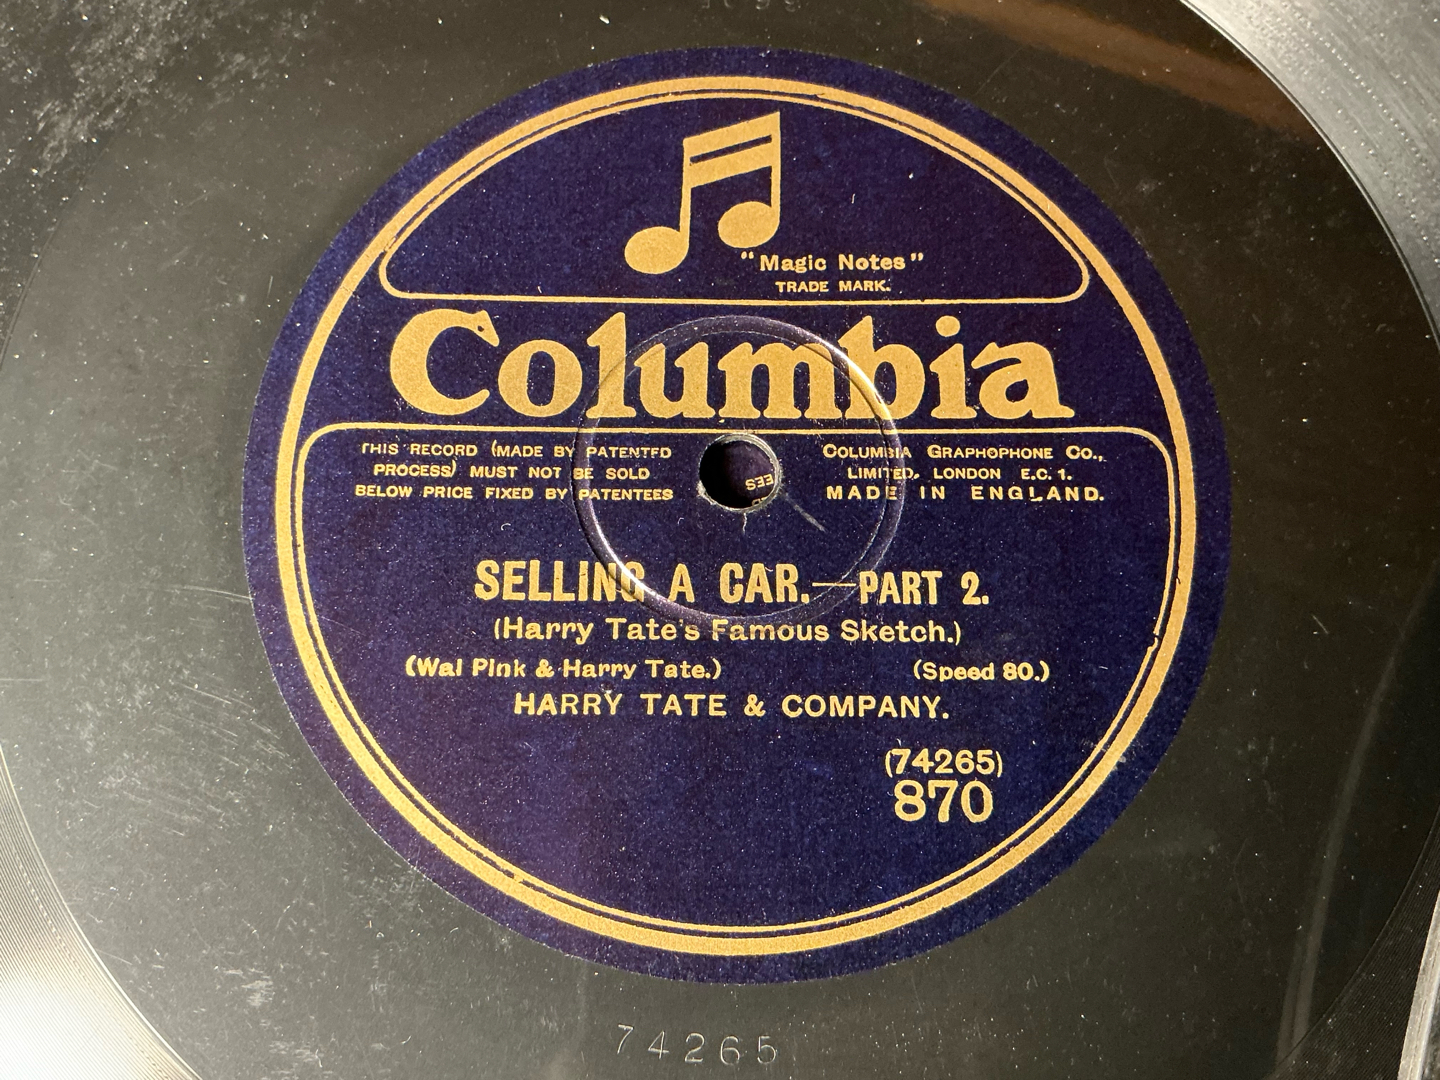 "Magic Notes"
TRADE MARK.
Columbia
THIS RECORD (MADE BY PATENTED
PROCESS) MUST NOT BE SOLD
BELOW PRICE FIXED BY PATENTEES
COLUMBIA GRAPHOPHONE CO.,
LIMITED, LONDON E.C. 1.
MADE IN ENGLAND.
EES
SELLING A CAR.—PART 2.
(Harry Tate's Famous Sketch.)
(Wal Pink & Harry Tate.) (Speed 80.)
HARRY TATE & COMPANY.
(74265)
870
74265